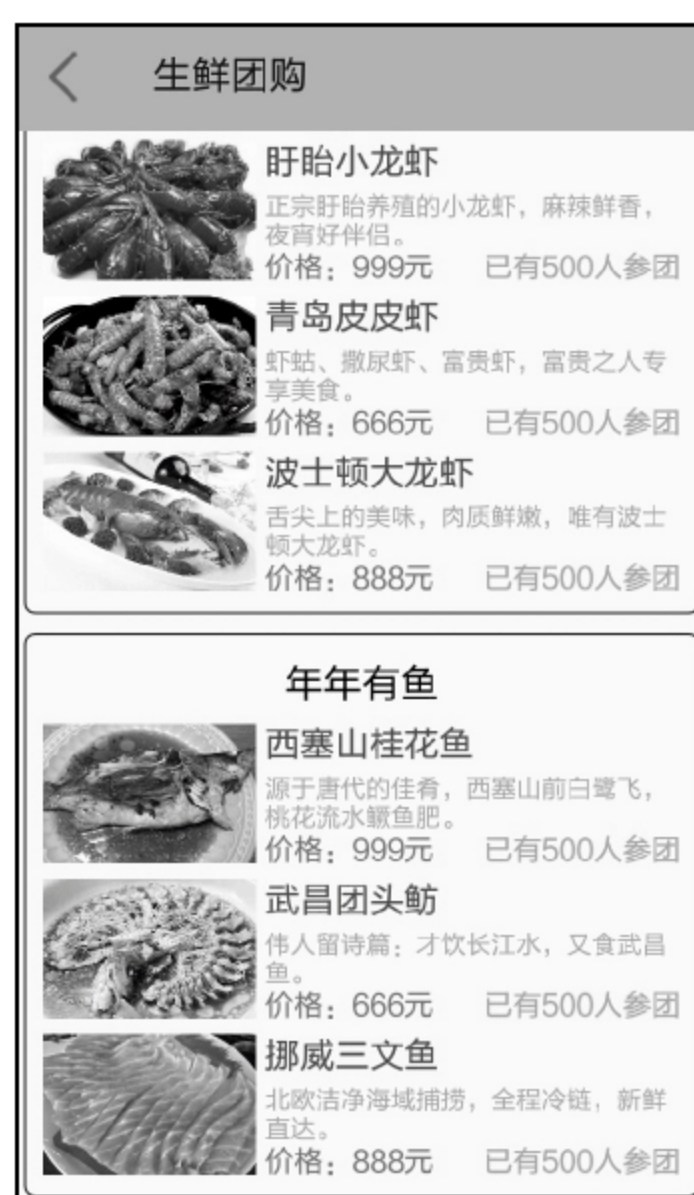 生鲜团购
盱眙小龙虾
正宗盱眙养殖的小龙虾，麻辣鲜香，
夜宵好伴侣。
价格：999元 已有500人参团
青岛皮皮虾
虾蛄、撒尿虾、富贵虾，富贵之人专
享美食。
价格：666元 已有500人参团
波士顿大龙虾
舌尖上的美味，肉质鲜嫩，唯有波士
顿大龙虾。
价格：888元 已有500人参团
年年有鱼
西塞山桂花鱼
源于唐代的佳肴，西塞山前白鹭飞，
桃花流水鳜鱼肥。
价格：999元 已有500人参团
武昌团头鲂
伟人留诗篇：才饮长江水，又食武昌
鱼。
价格：666元 已有500人参团
挪威三文鱼
北欧洁净海域捕捞，全程冷链，新鲜
直达。
价格：888元 已有500人参团